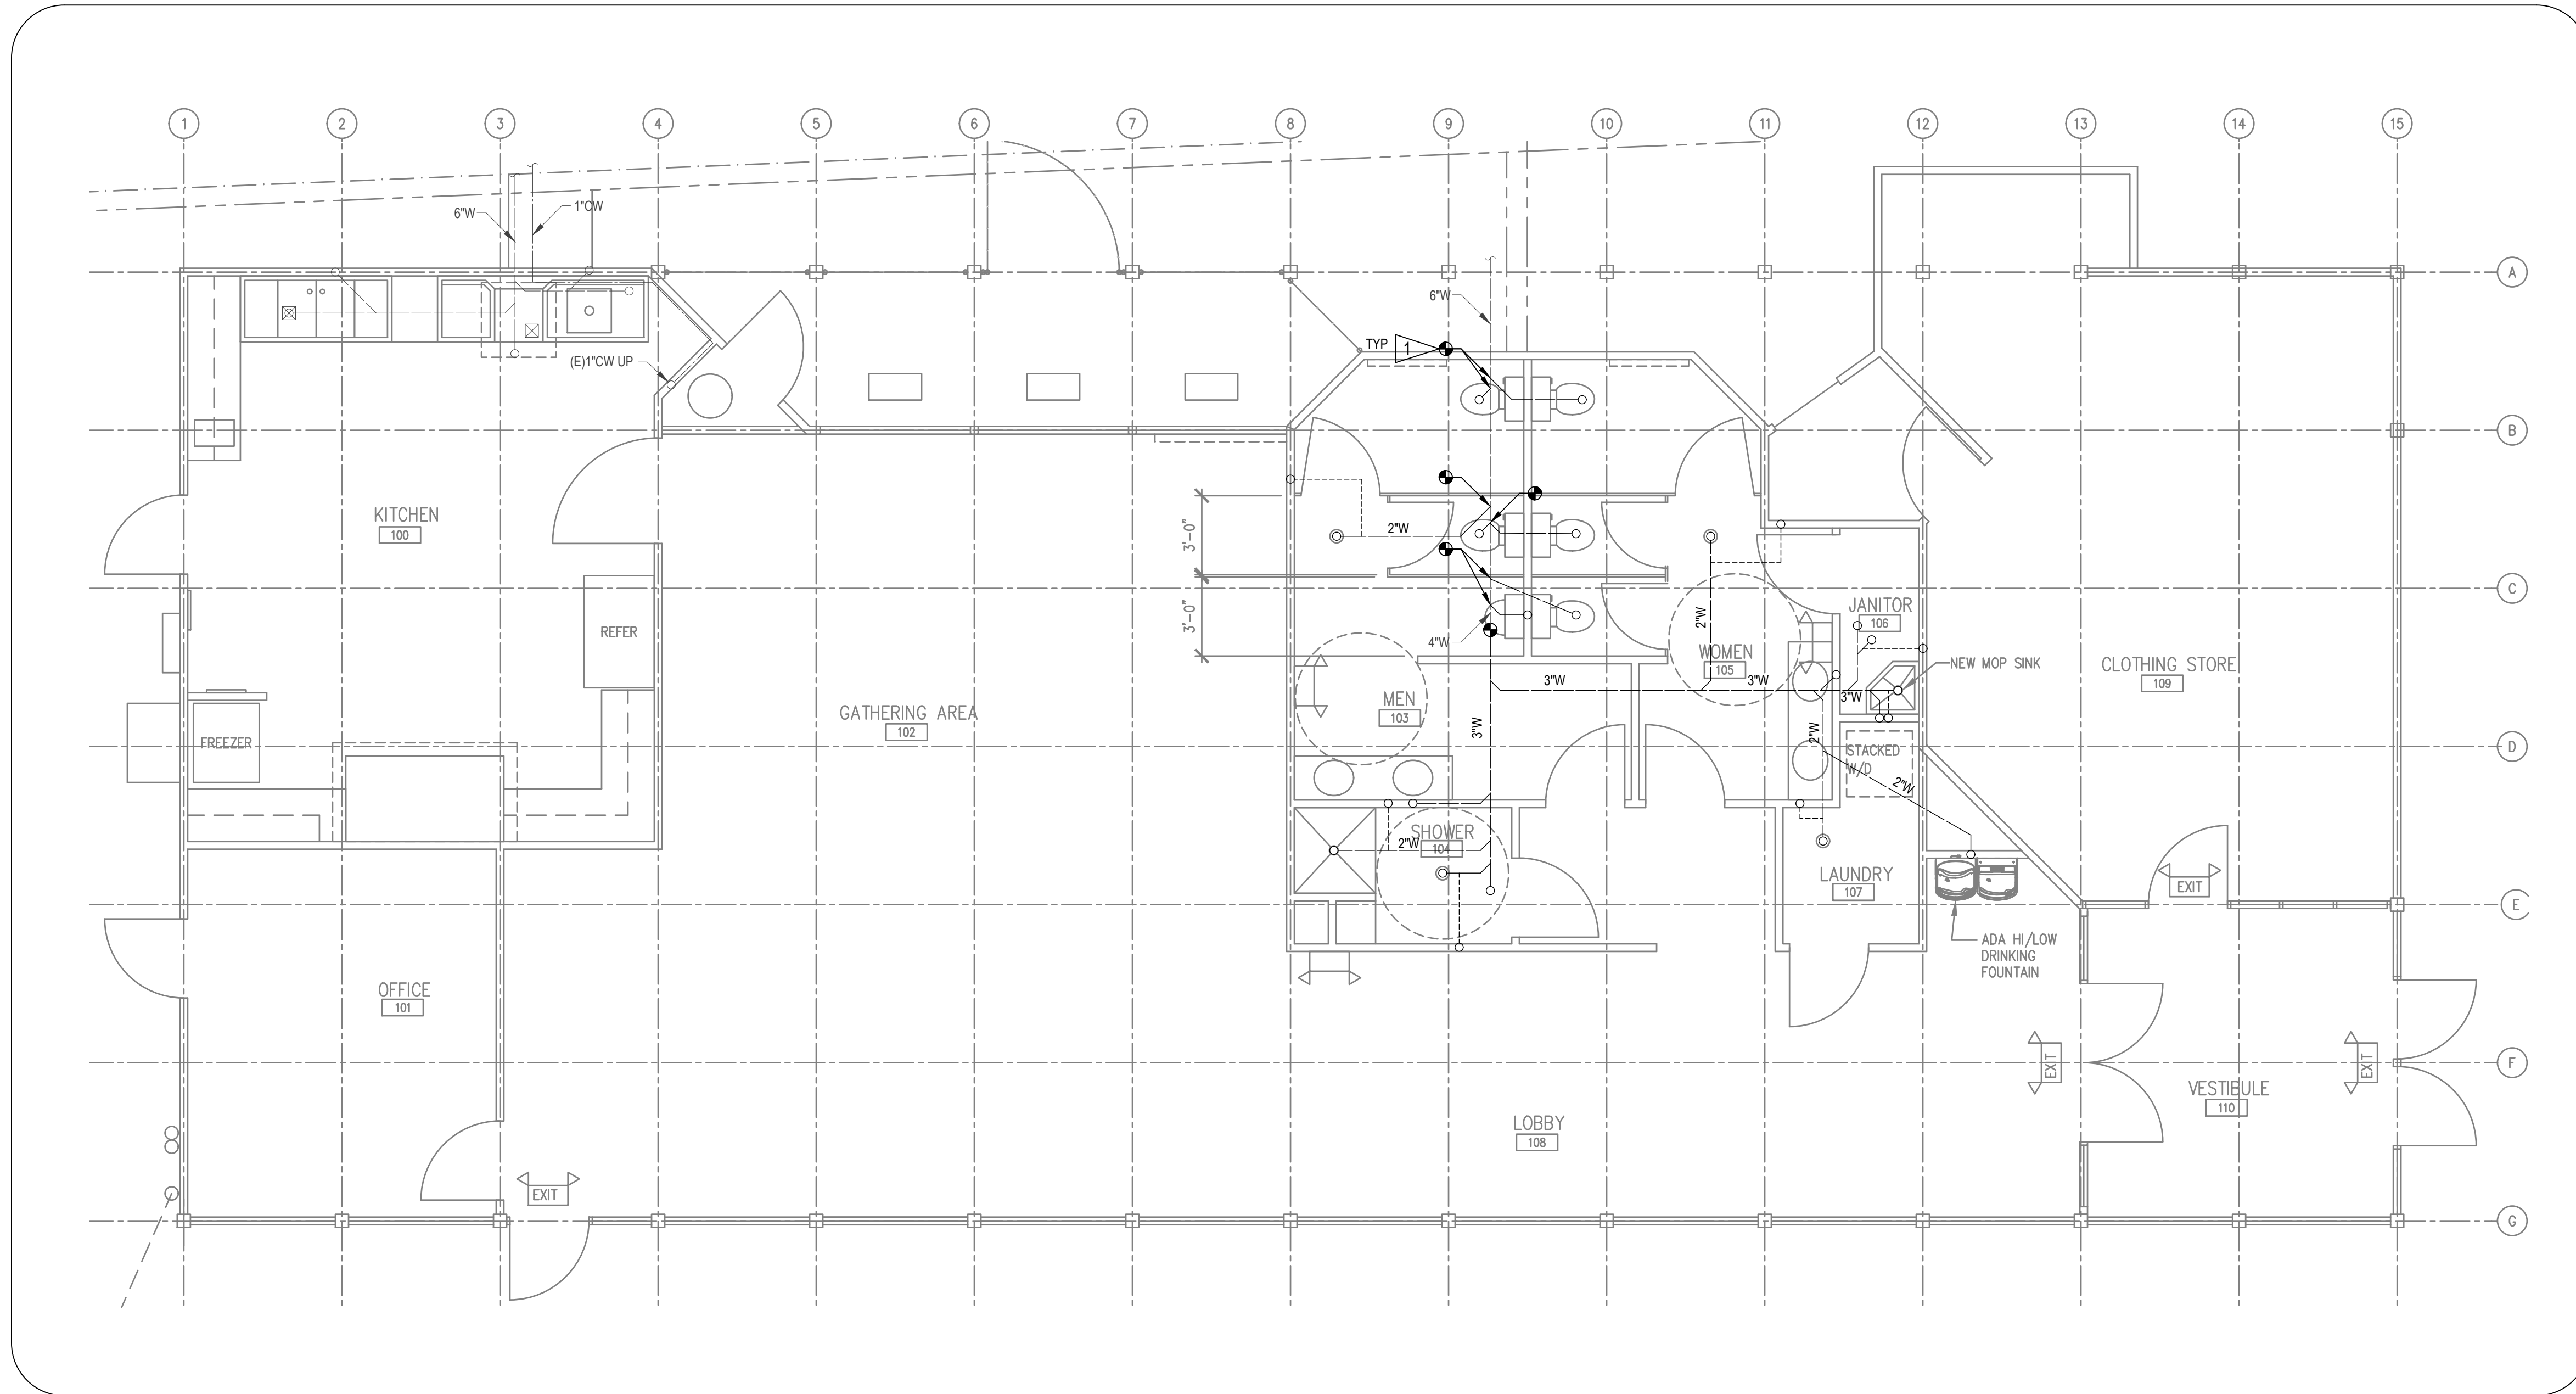 1 2 3 4 5 6 7 8 9 10 11 12 13 14 15
6"W
1"CW
A
6"W
TYP
1
(E)1"CW UP
B
KITCHEN
100
3'-0"
2"W
C
3'-0"
REFER
4"W
2"W
JANITOR
106
WOMEN
105
NEW MOP SINK
CLOTHING STORE
109
3"W
3"W
3"W
MEN
103
GATHERING AREA
102
3"W
2"W
FREEZER
STACKED
W/D
D
2"W
SHOWER
104
2"W
LAUNDRY
107
EXIT
E
ADA HI/LOW
DRINKING
FOUNTAIN
OFFICE
101
EXIT
EXIT
F
VESTIBULE
110
LOBBY
108
EXIT
G